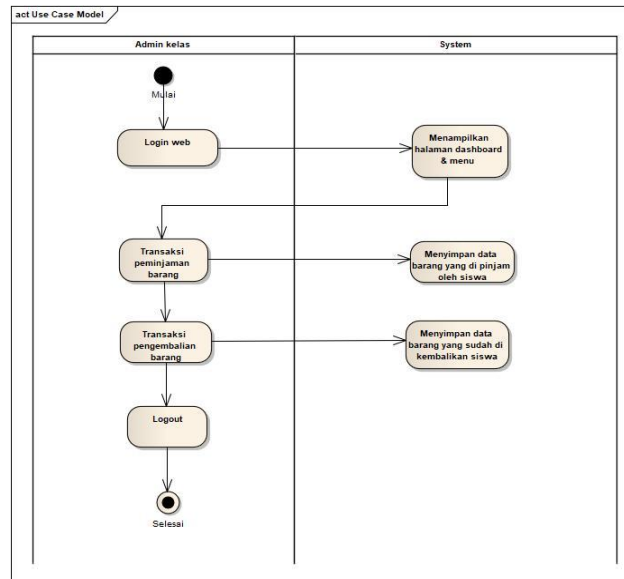 act Use Case Model
Admin kelas
System
Mulai
Login web
Menampilkan
halaman dashboard
& menu
Transaksi
peminjaman
barang
Menyimpan data
barang yang di pinjam
oleh siswa
Transaksi
pengembalian
barang
Menyimpan data
barang yang sudah di
kembalikan siswa
Logout
Selesai